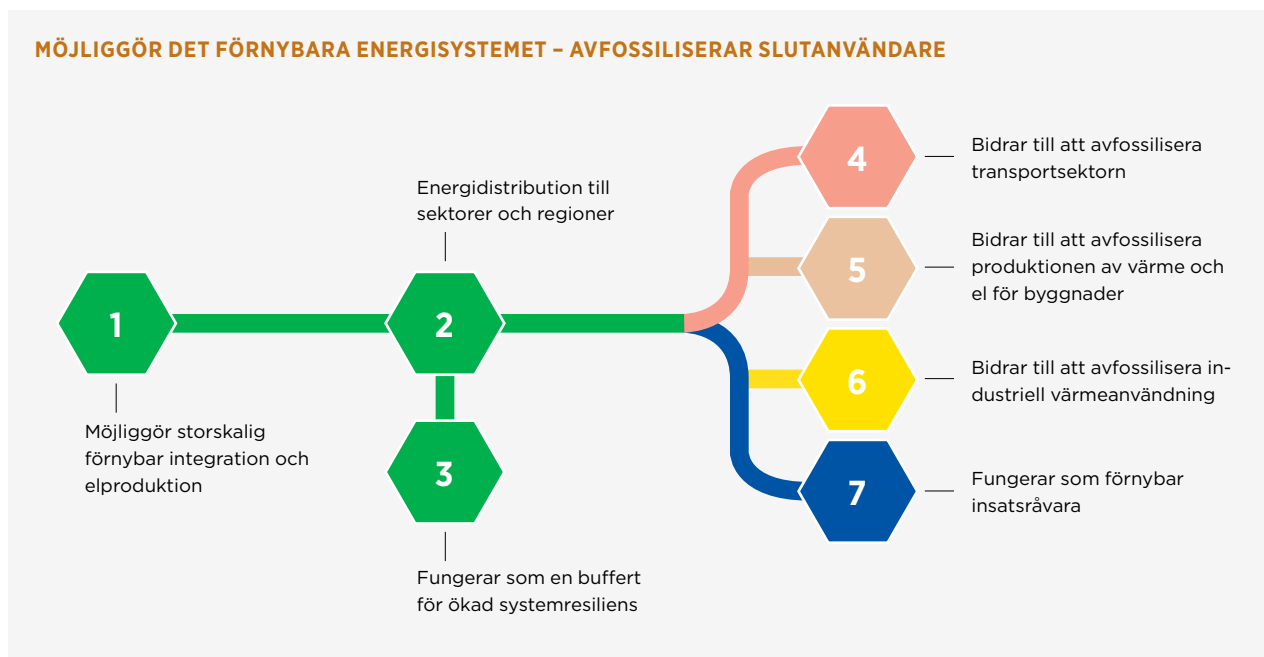 MÖJLIGGÖR DET FÖRNYBARA ENERGISYSTEMET – AVFOSSILISERAR SLUTANVÄNDARE
1
Möjliggör storskalig
förnybar integration och
elproduktion
Energidistribution till
sektorer och regioner
2
3
Fungerar som en buffert
för ökad systemresiliens
4
Bidrar till att avfossilisera
transportsektorn
5
Bidrar till att avfossilisera
produktionen av värme och
el för byggnader
6
Bidrar till att avfossilisera in-
dustriell värmeanvändning
7
Fungerar som förnybar
insatsråvara